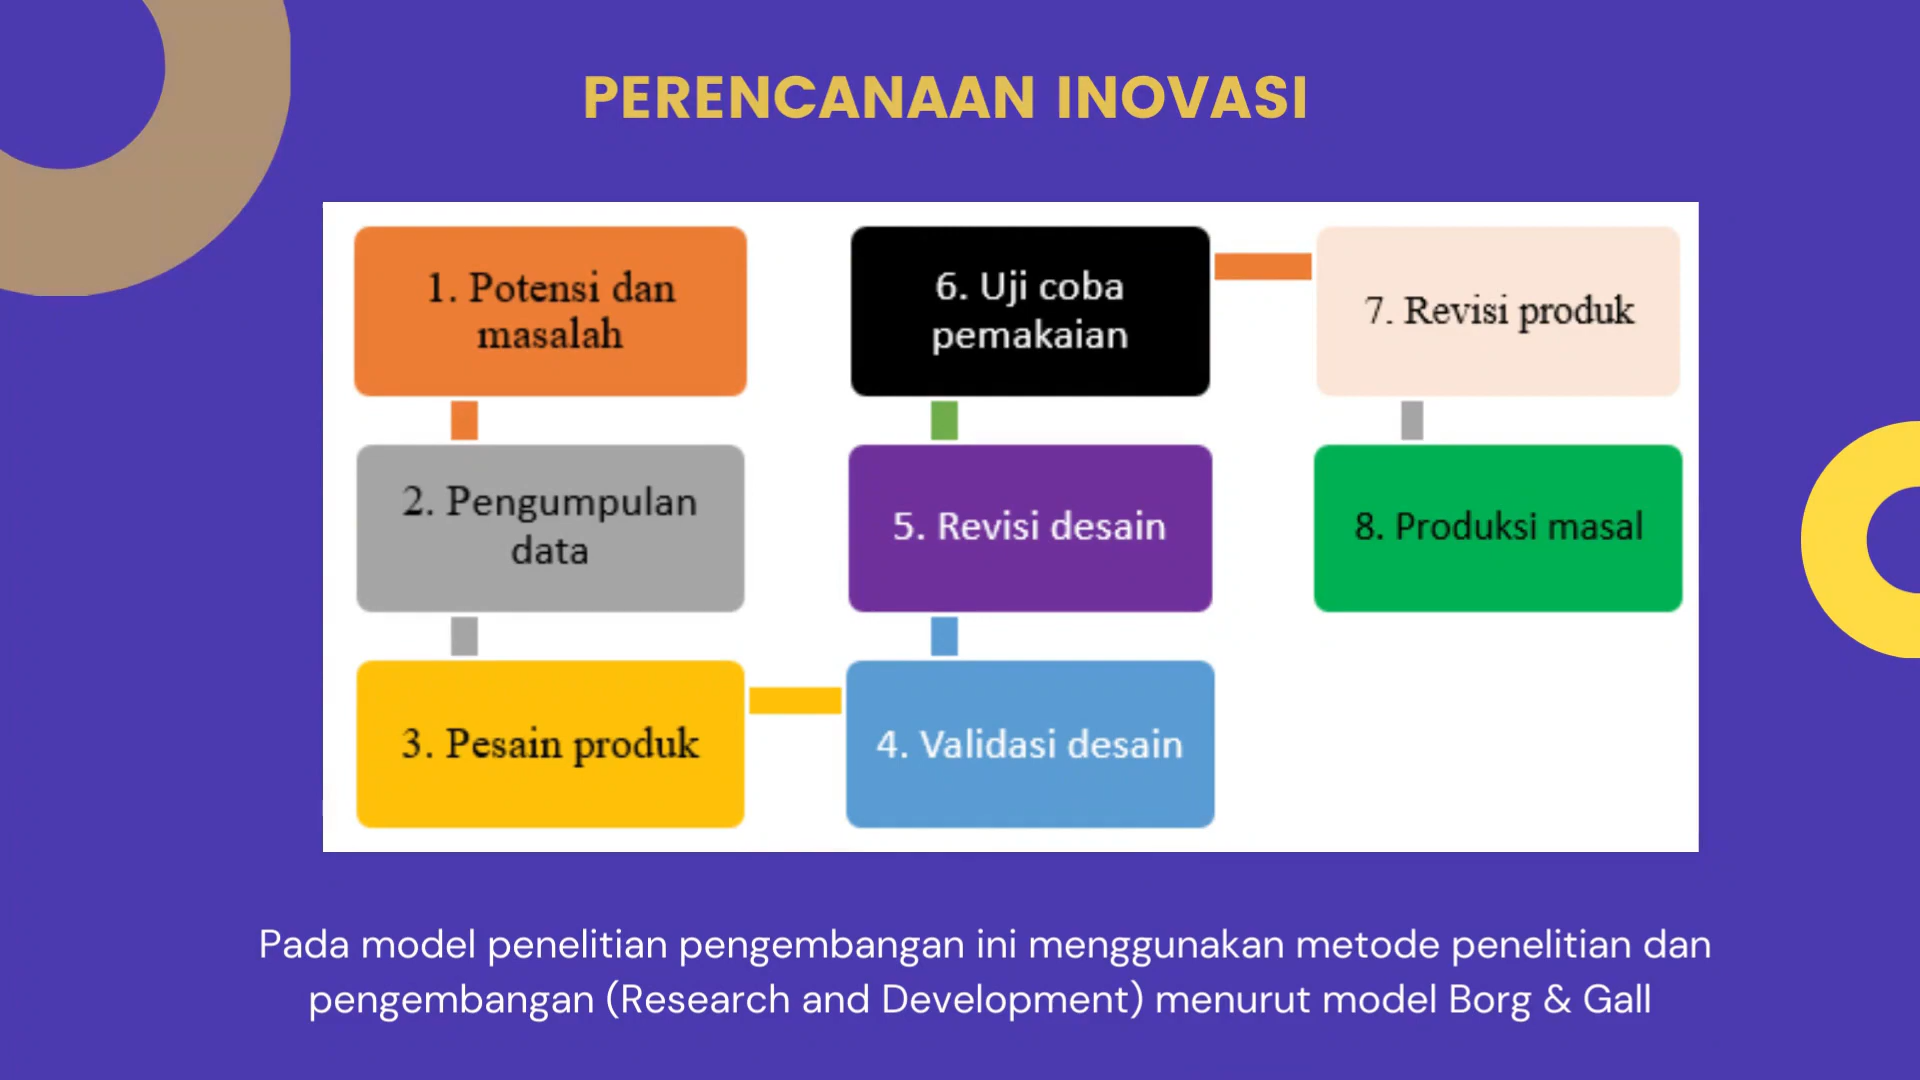 PERENCANAAN INOVASI
1. Potensi dan
masalah
2. Pengumpulan
data
3. Pesain produk
4. Validasi desain
5. Revisi desain
6. Uji coba
pemakaian
7. Revisi produk
8. Produksi masal
Pada model penelitian pengembangan ini menggunakan metode penelitian dan
pengembangan (Research and Development) menurut model Borg & Gall